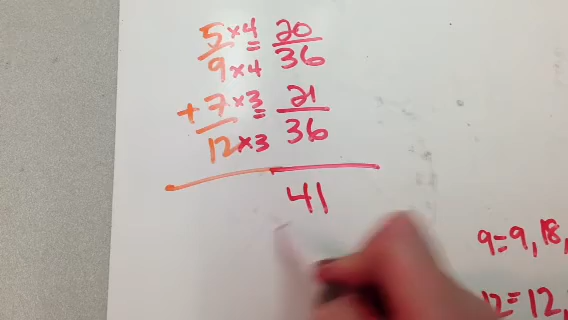 5 ×4 = 20
9 ×4 36
+ 7 ×3 = 21
12 ×3 36
41
9=9, 18,
12=12,